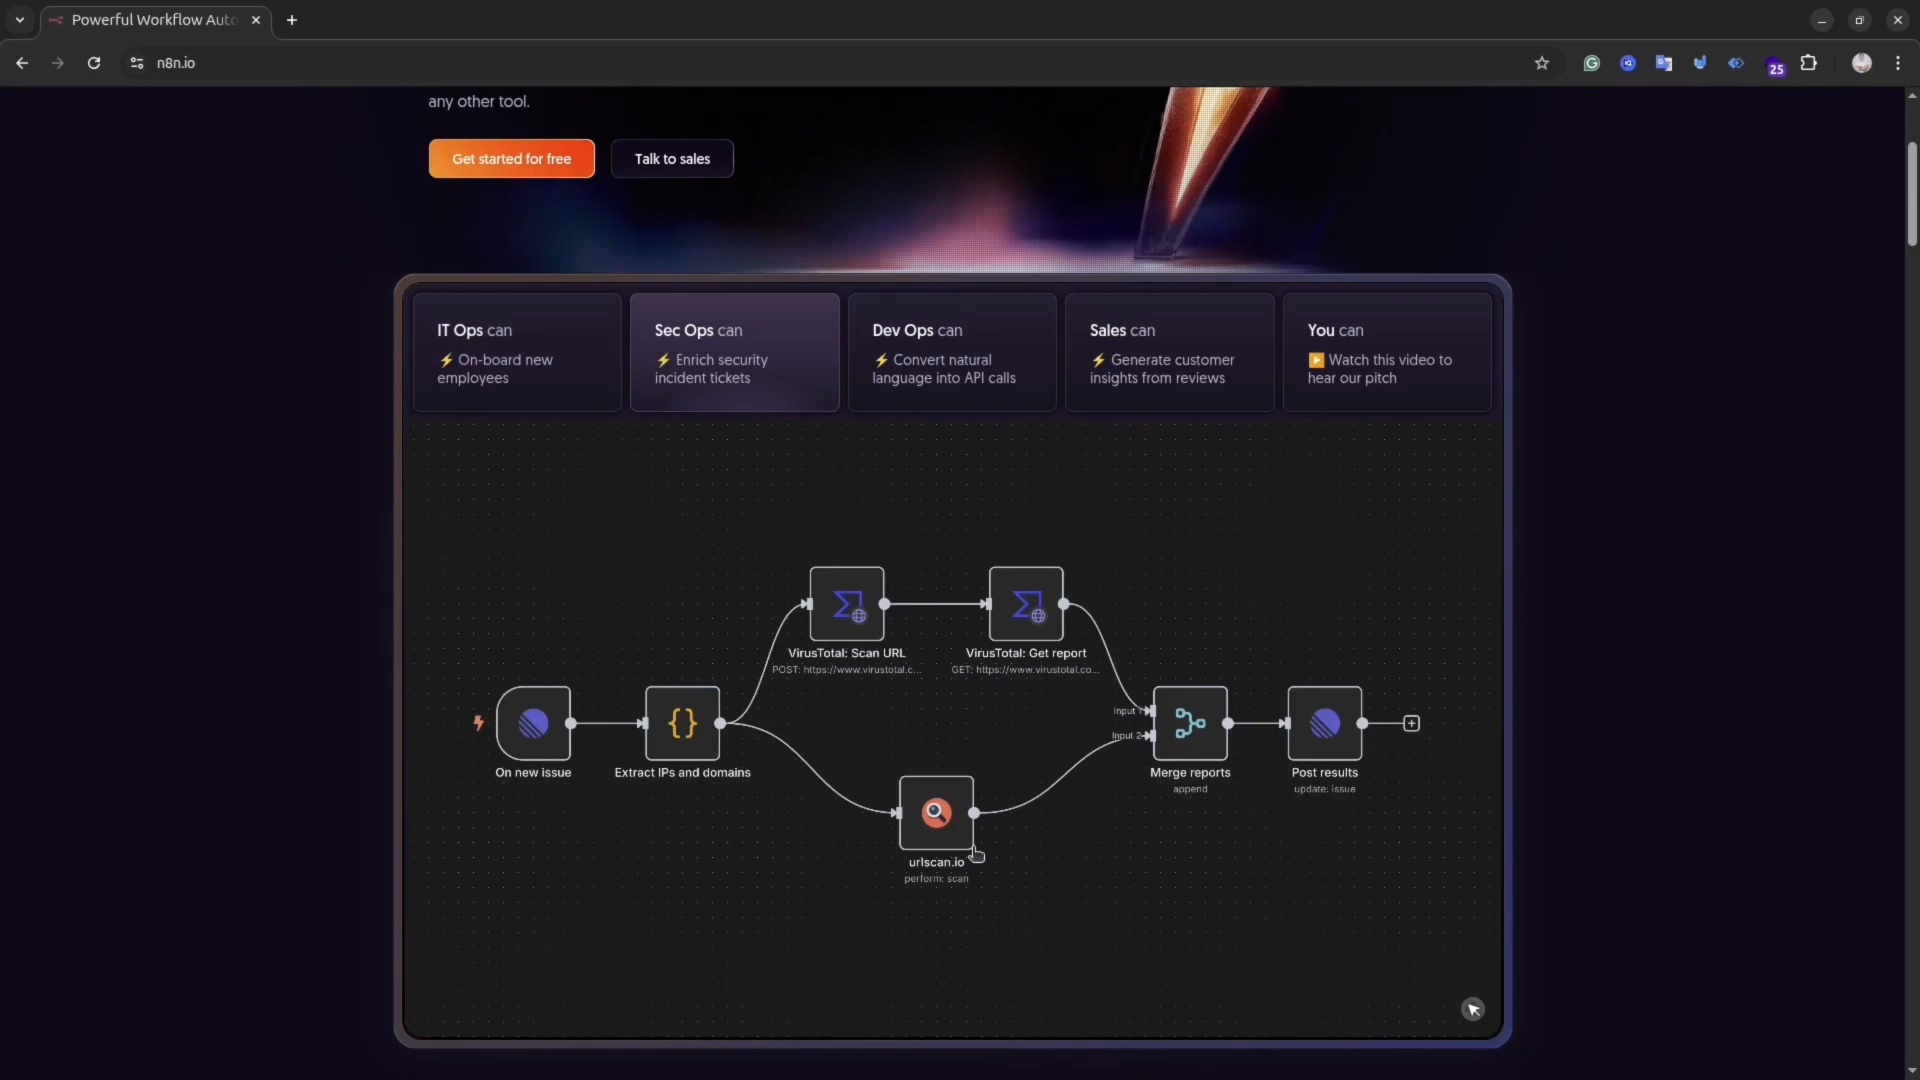 Powerful Workflow Auto
n8n.io
25
any other tool.
Get started for free
Talk to sales
IT Ops can
⚡ On-board new
employees
Sec Ops can
⚡ Enrich security
incident tickets
Dev Ops can
⚡ Convert natural
language into API calls
Sales can
⚡ Generate customer
insights from reviews
You can
▶️ Watch this video to
hear our pitch
VirusTotal: Scan URL
POST: https://www.virustotal.c...
VirusTotal: Get report
GET: https://www.virustotal.co...
Input 1
Input 2
On new issue
Extract IPs and domains
Merge reports
append
Post results
update: issue
urlscan.io
perform: scan